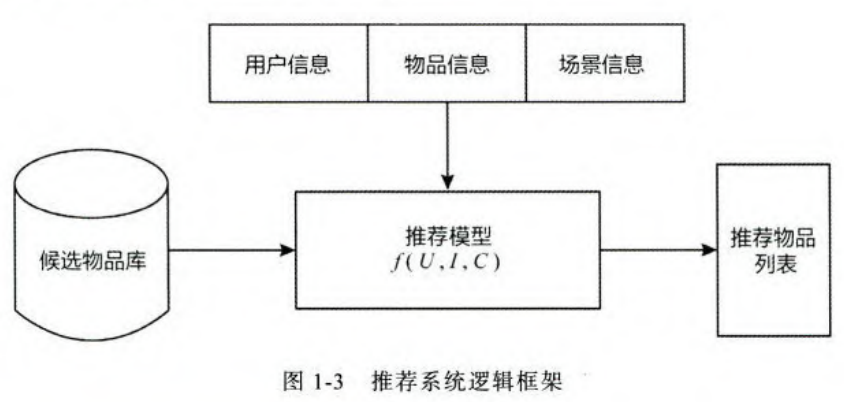 用户信息 物品信息 场景信息
候选物品库
推荐模型
f(U,I,C)
推荐物品
列表
图 1-3 推荐系统逻辑框架